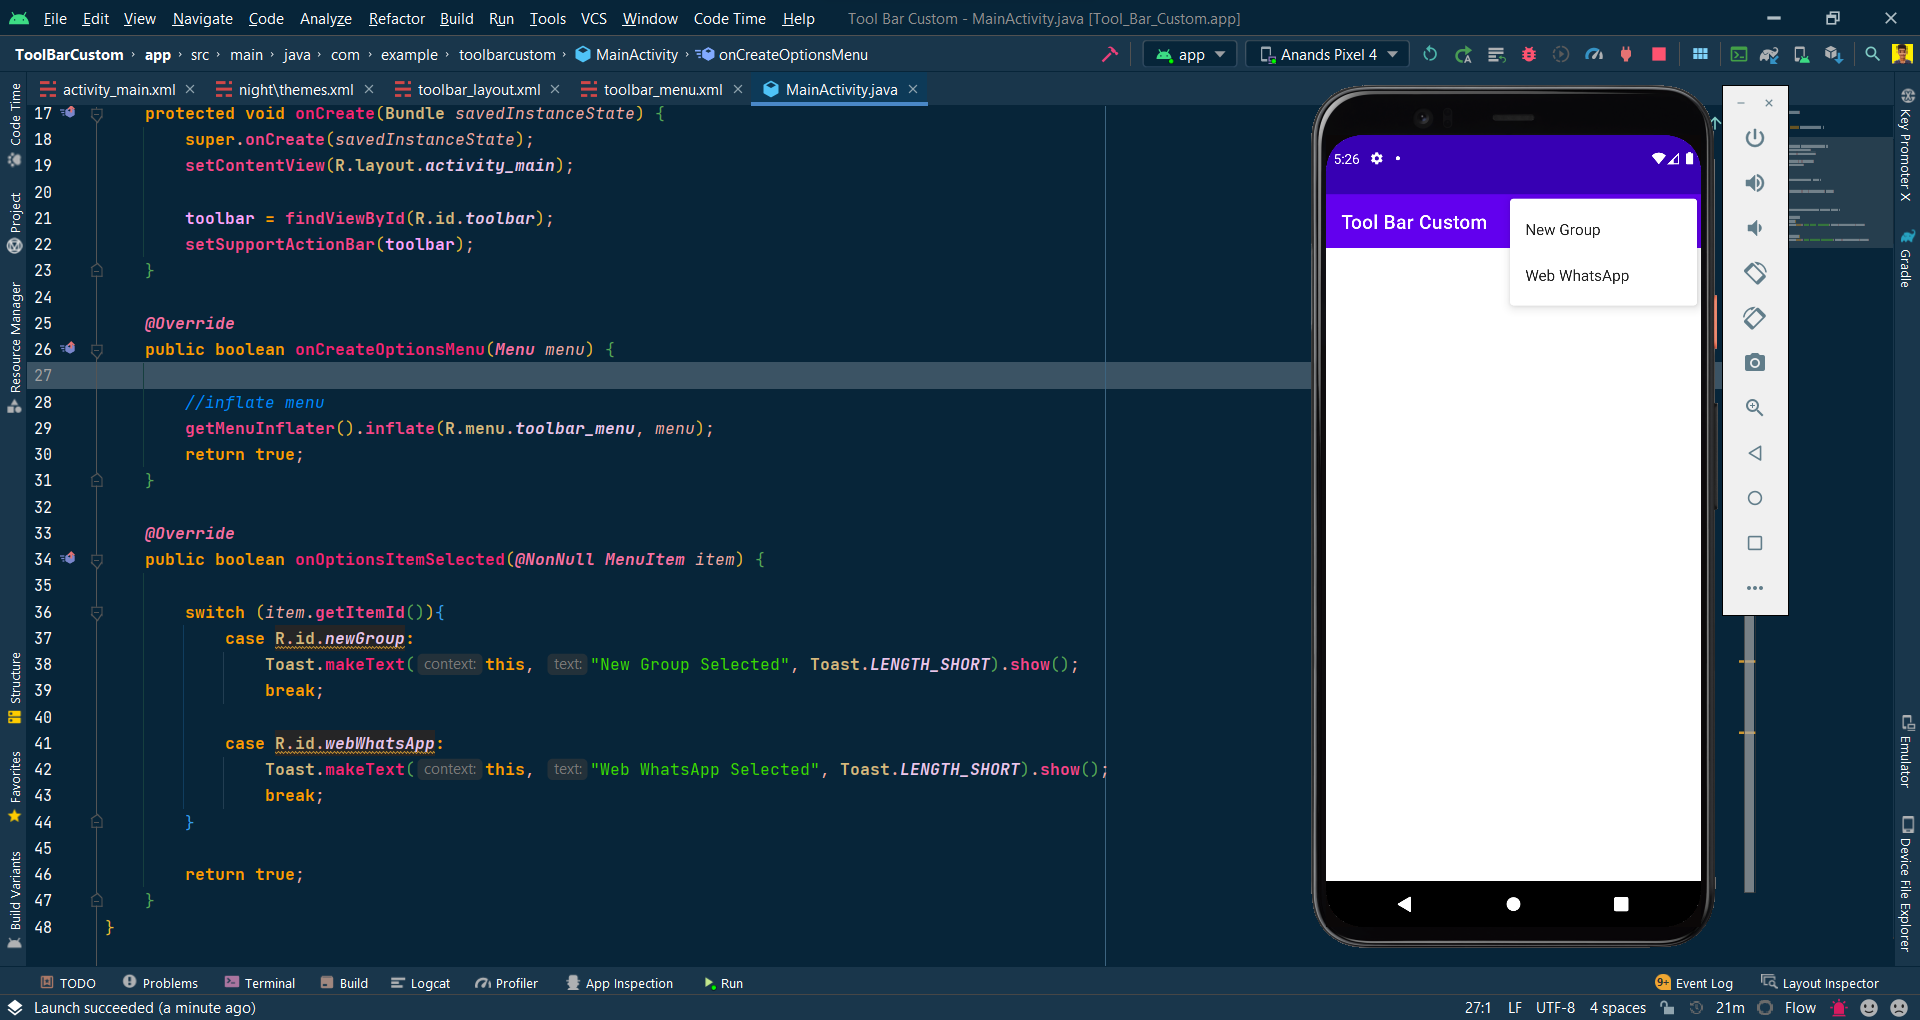 File Edit View Navigate Code Analyze Refactor Build Run Tools VCS Window Code Time Help Tool Bar Custom - MainActivity.java [Tool_Bar_Custom.app]
ToolBarCustom › app › src › main › java › com › example › toolbarcustom › MainActivity › onCreateOptionsMenu
app Anands Pixel 4
activity_main.xml night\themes.xml toolbar_layout.xml toolbar_menu.xml MainActivity.java
17 protected void onCreate(Bundle savedInstanceState) {
18 super.onCreate(savedInstanceState);
19 setContentView(R.layout.activity_main);
20
21 toolbar = findViewById(R.id.toolbar);
22 setSupportActionBar(toolbar);
23 }
24
25 @Override
26 public boolean onCreateOptionsMenu(Menu menu) {
27
28 //inflate menu
29 getMenuInflater().inflate(R.menu.toolbar_menu, menu);
30 return true;
31 }
32
33 @Override
34 public boolean onOptionsItemSelected(@NonNull MenuItem item) {
35
36 switch (item.getItemId()){
37 case R.id.newGroup:
38 Toast.makeText( context: this, text: "New Group Selected", Toast.LENGTH_SHORT).show();
39 break;
40
41 case R.id.webWhatsApp:
42 Toast.makeText( context: this, text: "Web WhatsApp Selected", Toast.LENGTH_SHORT).show();
43 break;
44 }
45
46 return true;
47 }
48 }
Code Time
Project
Resource Manager
Structure
Favorites
Build Variants
5:26
Tool Bar Custom
New Group
Web WhatsApp
Key Promoter X
Gradle
Emulator
Device File Explorer
TODO Problems Terminal Build Logcat Profiler App Inspection Run 9+ Event Log Layout Inspector
Launch succeeded (a minute ago) 27:1 LF UTF-8 4 spaces 21m Flow